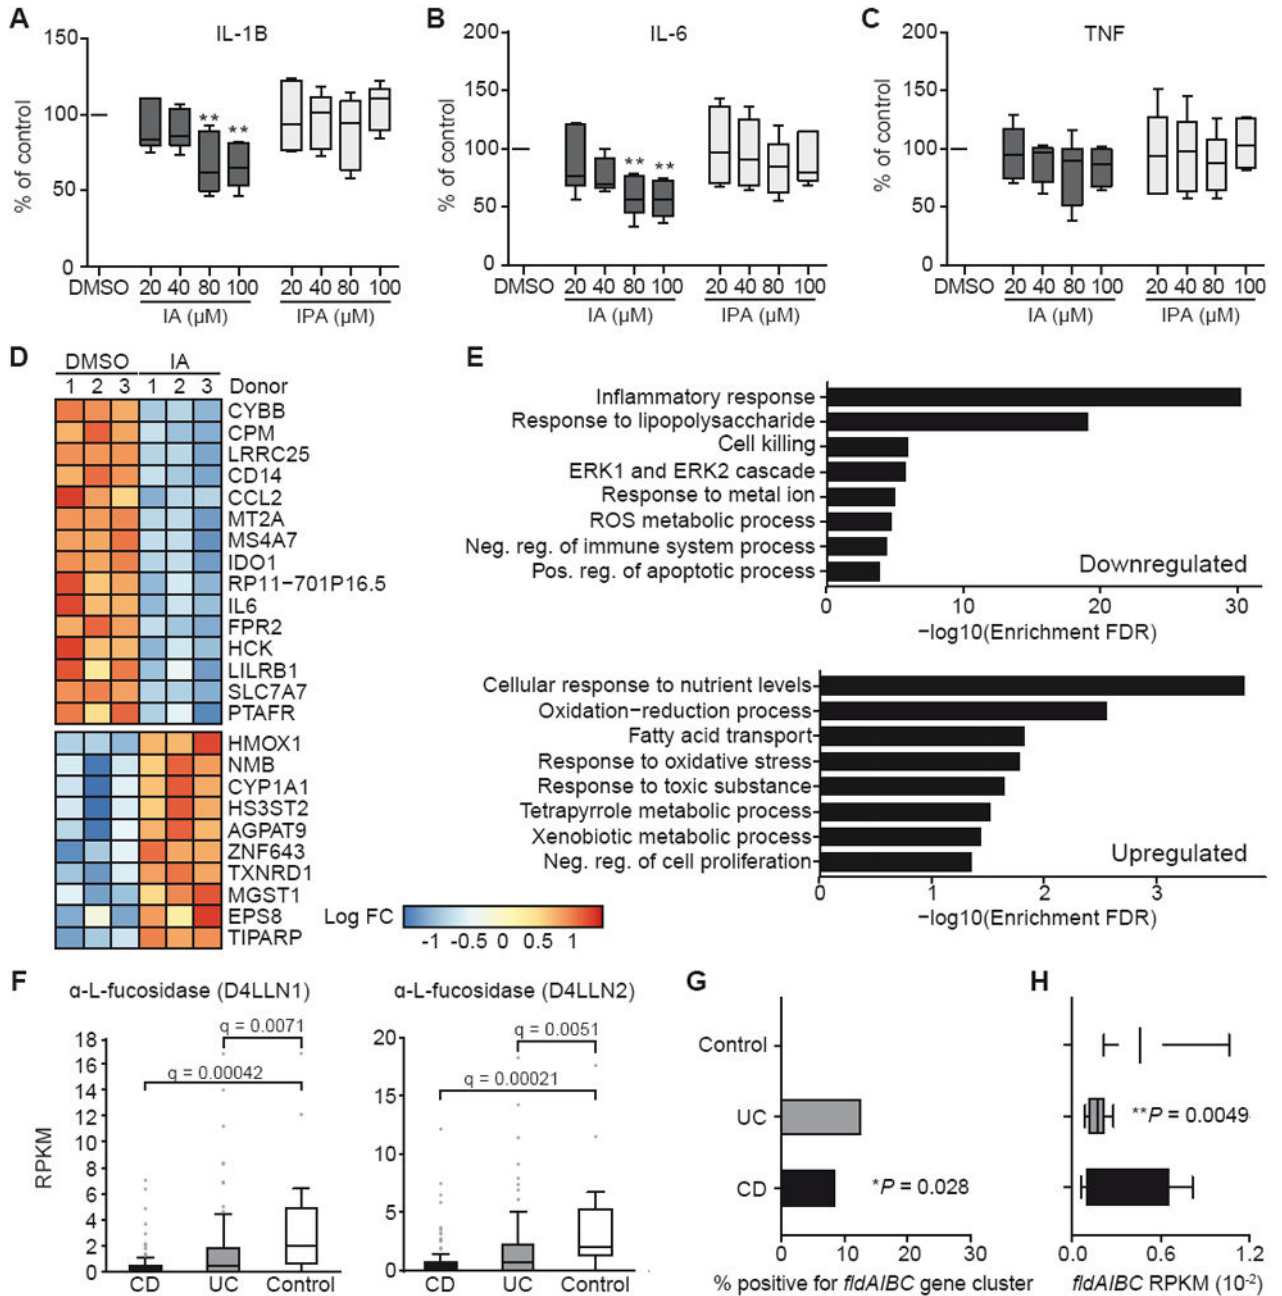 A
IL-1B
% of control
150
100
50
0
**
**
DMSO 20 40 80 100 20 40 80 100
IA (µM) IPA (µM)
B
IL-6
% of control
200
150
100
50
0
**
**
DMSO 20 40 80 100 20 40 80 100
IA (µM) IPA (µM)
C
TNF
% of control
200
150
100
50
0
DMSO 20 40 80 100 20 40 80 100
IA (µM) IPA (µM)
D
DMSO IA
1 2 3 1 2 3 Donor
CYBB
CPM
LRRC25
CD14
CCL2
MT2A
MS4A7
IDO1
RP11−701P16.5
IL6
FPR2
HCK
LILRB1
SLC7A7
PTAFR
HMOX1
NMB
CYP1A1
HS3ST2
AGPAT9
ZNF643
TXNRD1
MGST1
EPS8
TIPARP
Log FC
-1 -0.5 0 0.5 1
E
Inflammatory response
Response to lipopolysaccharide
Cell killing
ERK1 and ERK2 cascade
Response to metal ion
ROS metabolic process
Neg. reg. of immune system process
Pos. reg. of apoptotic process
Downregulated
0 10 20 30
−log10(Enrichment FDR)
Cellular response to nutrient levels
Oxidation−reduction process
Fatty acid transport
Response to oxidative stress
Response to toxic substance
Tetrapyrrole metabolic process
Xenobiotic metabolic process
Neg. reg. of cell proliferation
Upregulated
0 1 2 3
−log10(Enrichment FDR)
F
α-L-fucosidase (D4LLN1)
q = 0.0071
q = 0.00042
RPKM
18
16
14
12
10
8
6
4
2
0
CD UC Control
α-L-fucosidase (D4LLN2)
q = 0.0051
q = 0.00021
20
15
10
5
0
CD UC Control
G
Control
UC
CD
*P = 0.028
0 10 20 30
% positive for fldAIBC gene cluster
H
**P = 0.0049
0.0 0.6 1.2
fldAIBC RPKM (10-2)